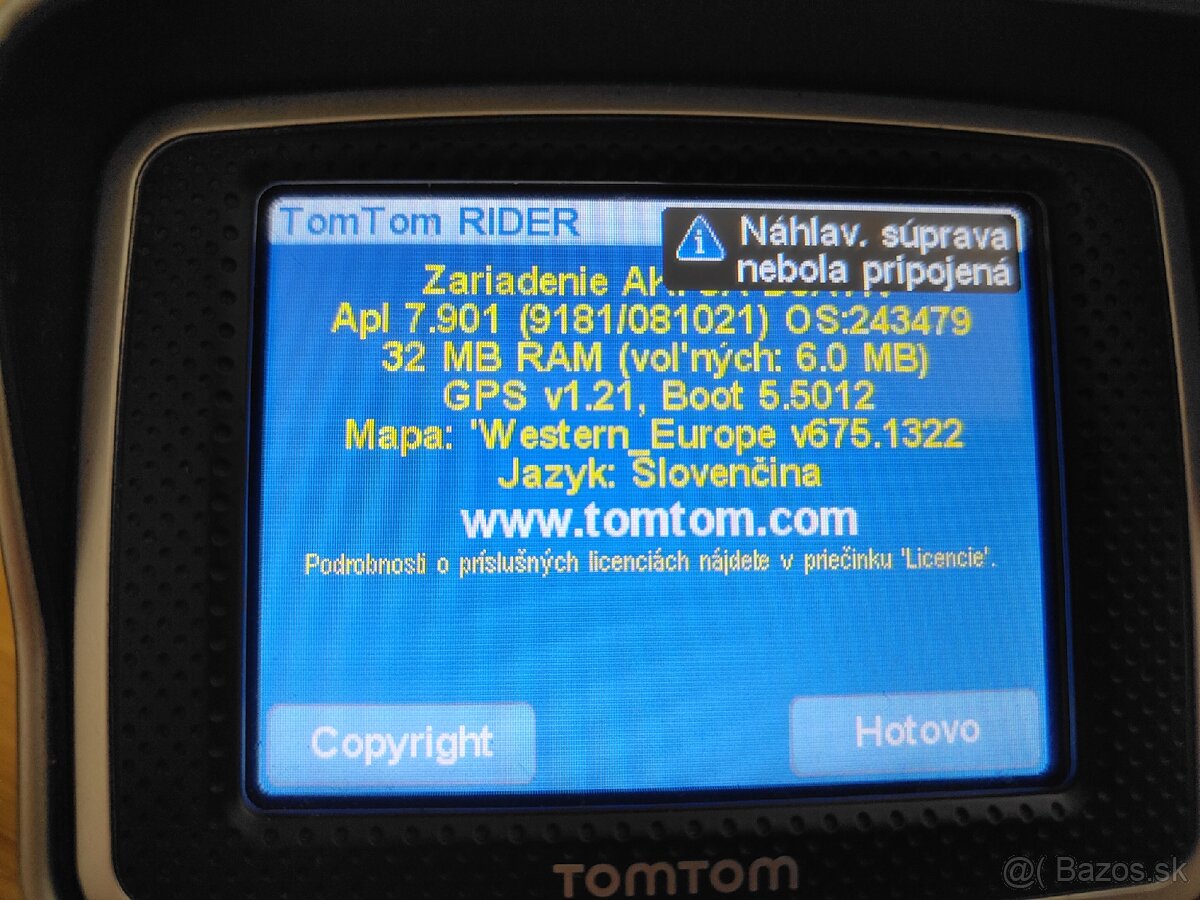 TomTom RIDER
Náhlav. súprava
nebola pripojená
Zariadenie
Apl 7.901 (9181/081021) OS:243479
32 MB RAM (voľných: 6.0 MB)
GPS v1.21, Boot 5.5012
Mapa: 'Western_Europe v675.1322
Jazyk: Slovenčina
www.tomtom.com
Podrobnosti o príslušných licenciách nájdete v priečinku 'Licencie'.
Copyright
Hotovo
TOMTOM
@( Bazos.sk